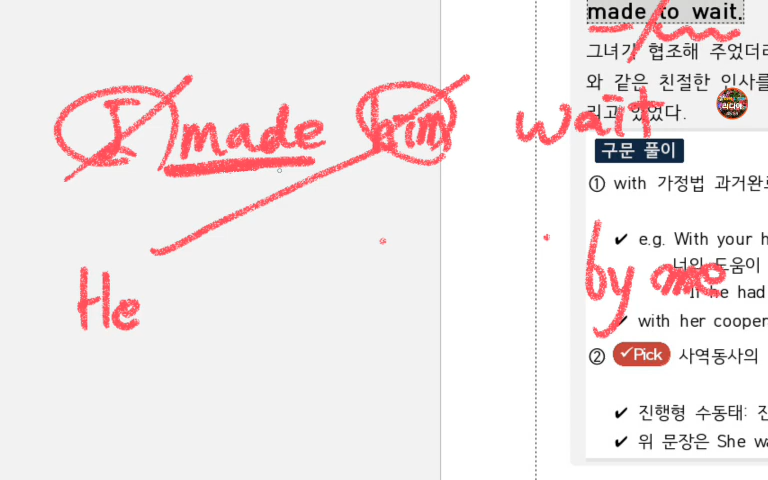 made to wait.
그녀가 협조해 주었더라
와 같은 친절한 인사를
리고 있었다.
리디아
I made him wait
구문 풀이
① with 가정법 과거완료
✔ e.g. With your h
너의 도움이
If he had
by me
He
✔ with her cooper
② ✓Pick 사역동사의
✔ 진행형 수동태: 진
✔ 위 문장은 She wa